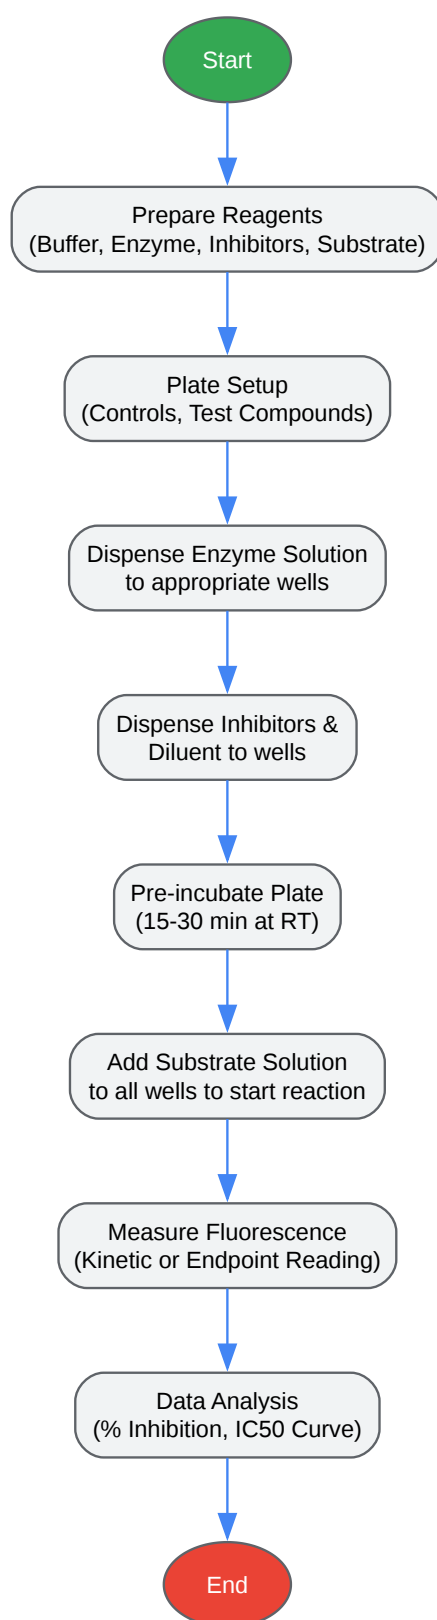 Start
Prepare Reagents
(Buffer, Enzyme, Inhibitors, Substrate)
Plate Setup
(Controls, Test Compounds)
Dispense Enzyme Solution
to appropriate wells
Dispense Inhibitors &
Diluent to wells
Pre-incubate Plate
(15-30 min at RT)
Add Substrate Solution
to all wells to start reaction
Measure Fluorescence
(Kinetic or Endpoint Reading)
Data Analysis
(% Inhibition, IC50 Curve)
End